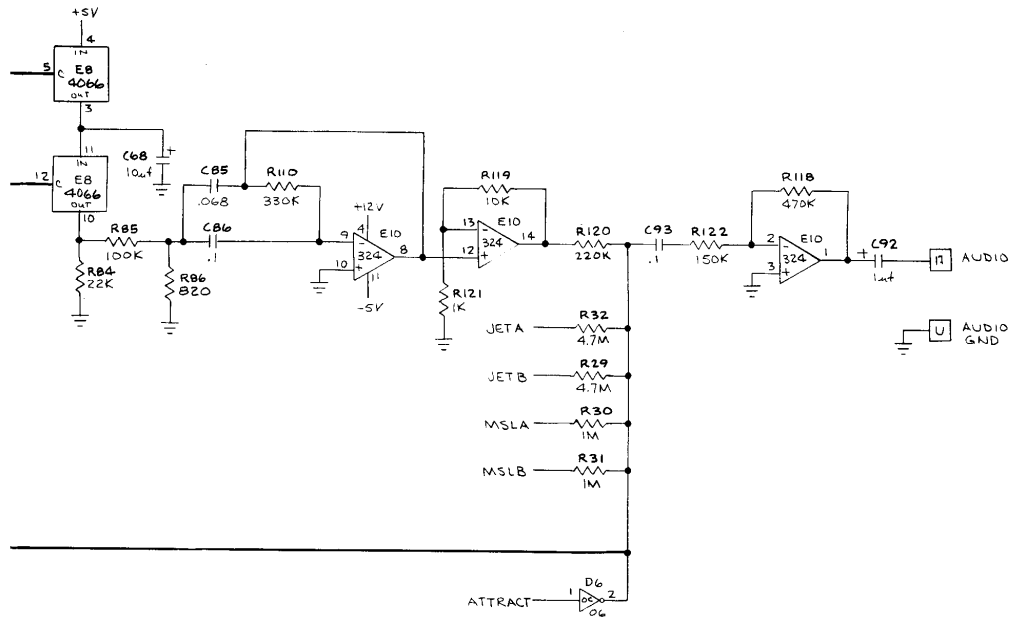 +5V
4
IN
5
C
E8
4066
OUT
3
11
IN
12
C
E8
4066
OUT
10
C68
+
10uf
R85
100K
R84
22K
R86
820
C85
.068
R110
330K
C86
.1
+12V
4
9
-
10
+
324
E10
8
11
-5V
R119
10K
13
-
12
+
324
E10
14
R121
1K
R120
220K
C93
.1
R122
150K
R118
470K
2
-
3
+
324
E10
1
+
C92
1uf
AUDIO
U
AUDIO
GND
JETA
R32
4.7M
JETB
R29
4.7M
MSLA
R30
1M
MSLB
R31
1M
ATTRACT
1
D6
OC
2
06